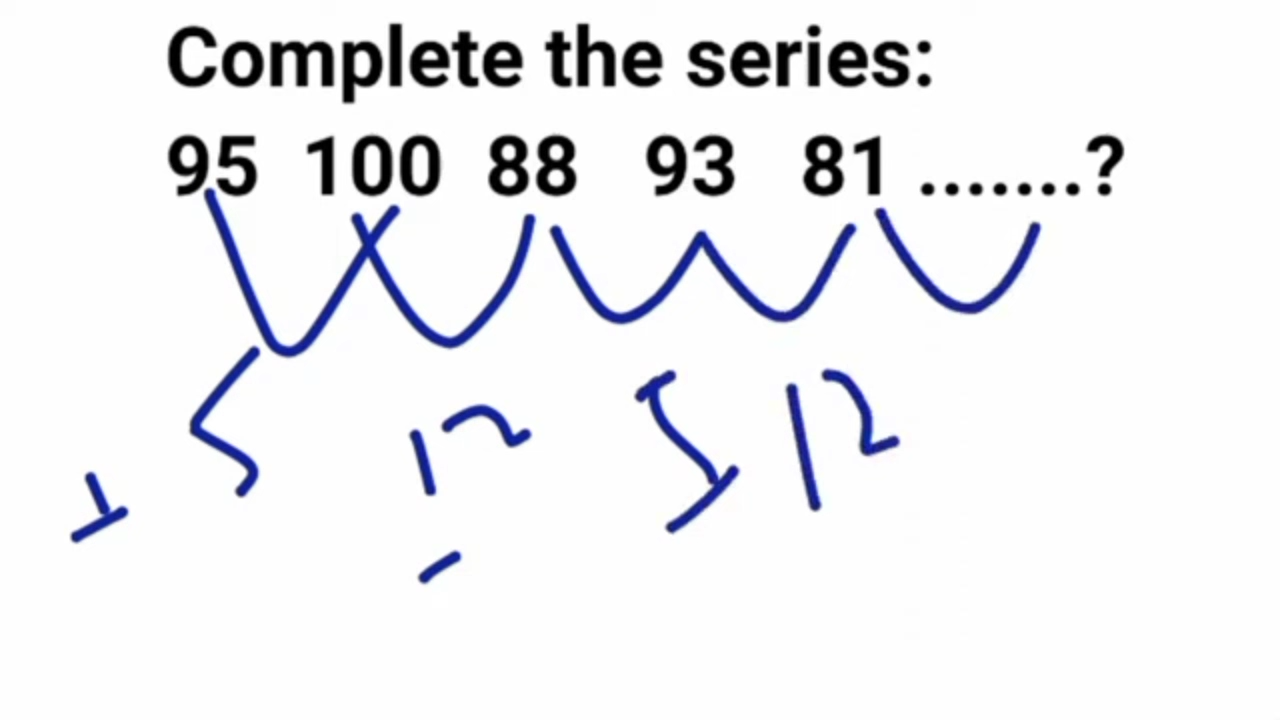 Complete the series:
95 100 88 93 81 .......?
5 12 5 12